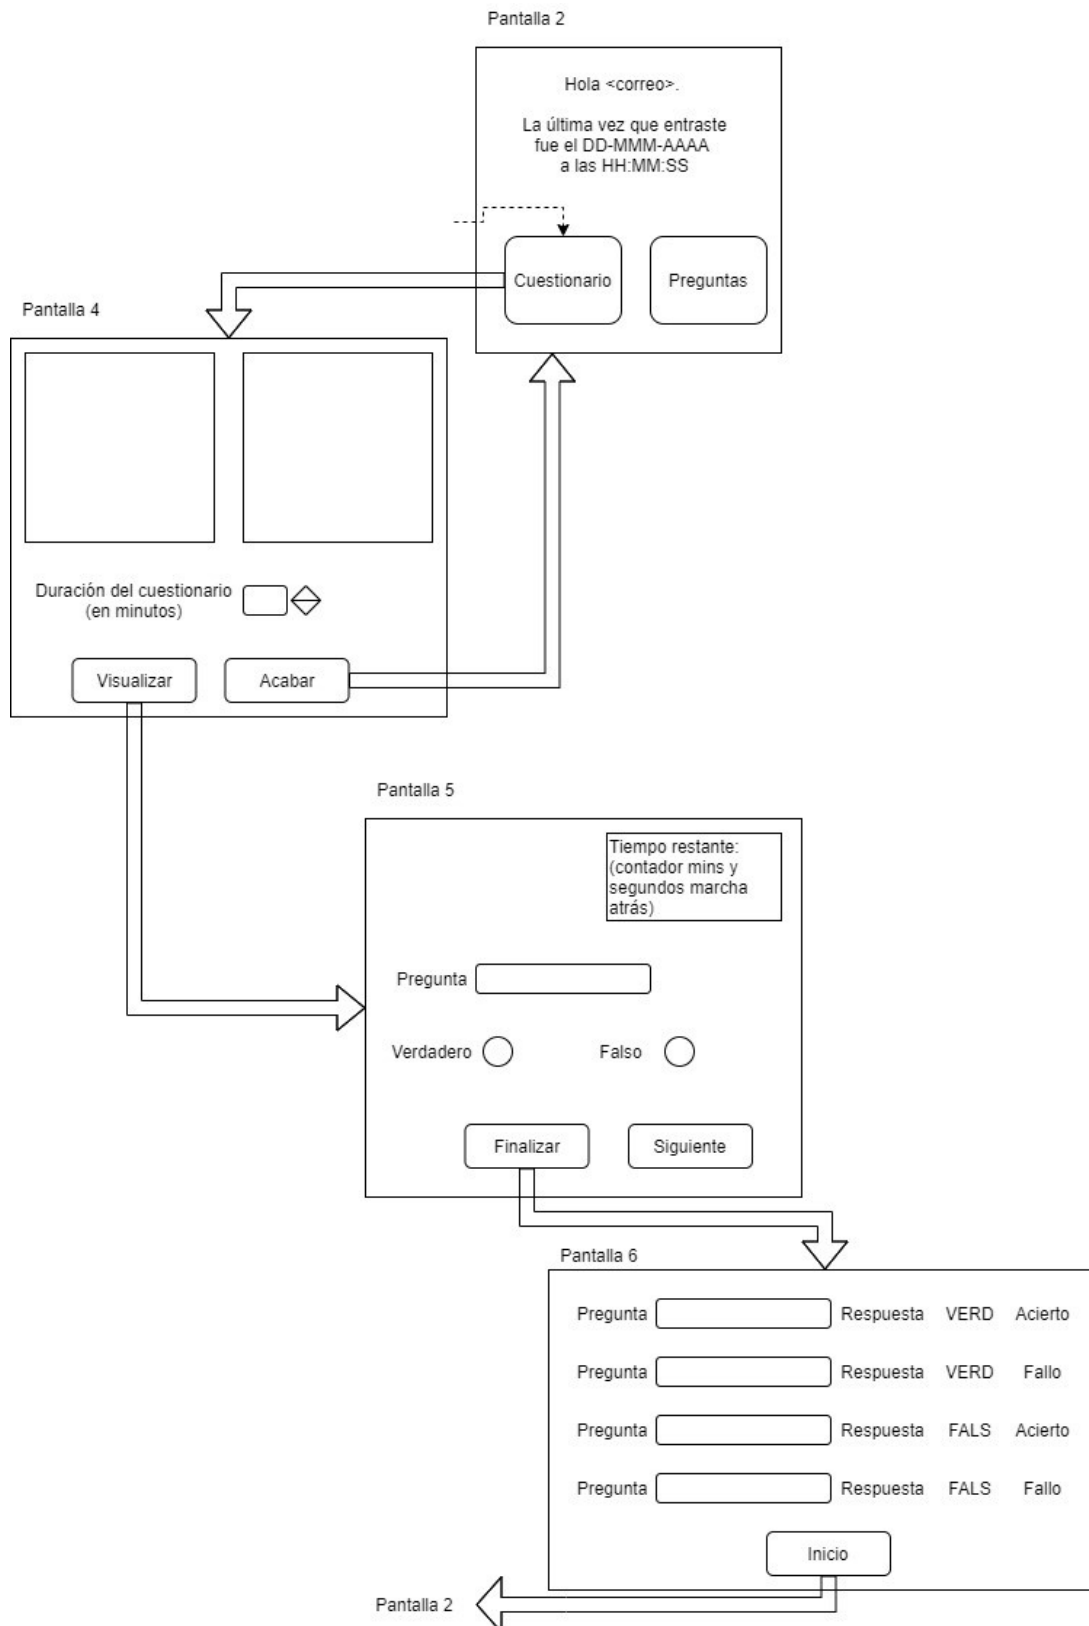 Pantalla 2
Hola <correo>.
La última vez que entraste
fue el DD-MMM-AAAA
a las HH:MM:SS
Cuestionario
Preguntas
Pantalla 4
Duración del cuestionario
(en minutos)
Visualizar
Acabar
Pantalla 5
Tiempo restante:
(contador mins y
segundos marcha
atrás)
Pregunta
Verdadero
Falso
Finalizar
Siguiente
Pantalla 6
Pregunta Respuesta VERD Acierto
Pregunta Respuesta VERD Fallo
Pregunta Respuesta FALS Acierto
Pregunta Respuesta FALS Fallo
Inicio
Pantalla 2